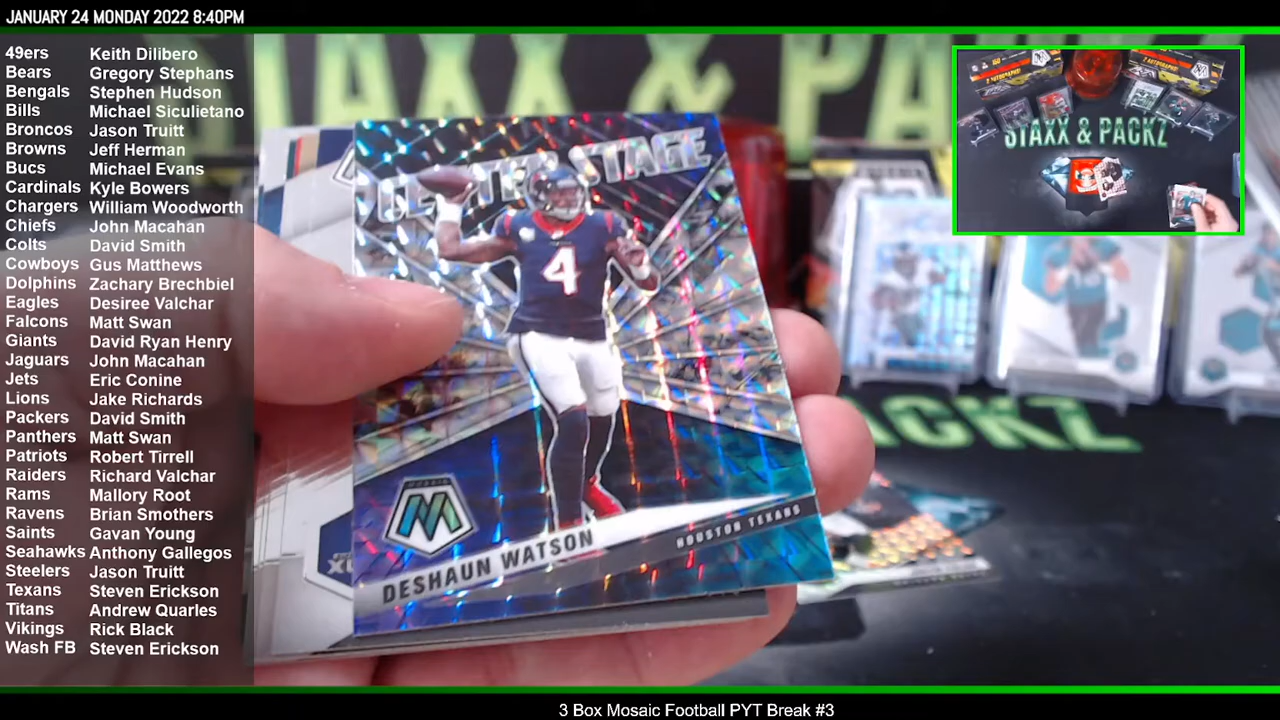 JANUARY 24 MONDAY 2022 8:40PM
49ers Keith Dilibero
Bears Gregory Stephans
Bengals Stephen Hudson
Bills Michael Siculietano
Broncos Jason Truitt
Browns Jeff Herman
Bucs Michael Evans
Cardinals Kyle Bowers
Chargers William Woodworth
Chiefs John Macahan
Colts David Smith
Cowboys Gus Matthews
Dolphins Zachary Brechbiel
Eagles Desiree Valchar
Falcons Matt Swan
Giants David Ryan Henry
Jaguars John Macahan
Jets Eric Conine
Lions Jake Richards
Packers David Smith
Panthers Matt Swan
Patriots Robert Tirrell
Raiders Richard Valchar
Rams Mallory Root
Ravens Brian Smothers
Saints Gavan Young
Seahawks Anthony Gallegos
Steelers Jason Truitt
Texans Steven Erickson
Titans Andrew Quarles
Vikings Rick Black
Wash FB Steven Erickson
STAXX & PACKZ
CENTER STAGE
4
M
DESHAUN WATSON
HOUSTON TEXANS
STAXX & PACKZ
PACKZ
3 Box Mosaic Football PYT Break #3